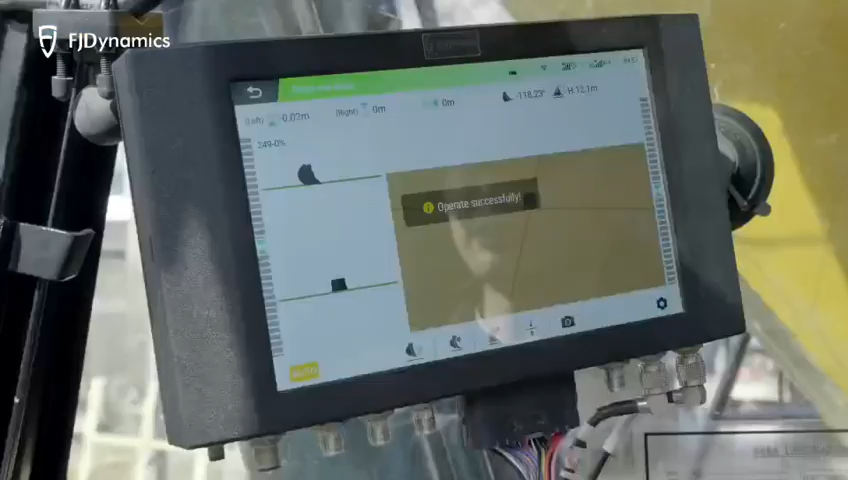 FJDynamics
(Left) -0.02m
(Right) 0m
0m
-118.23°
H:12.1m
249-0%
Operate successfully!
AUTO